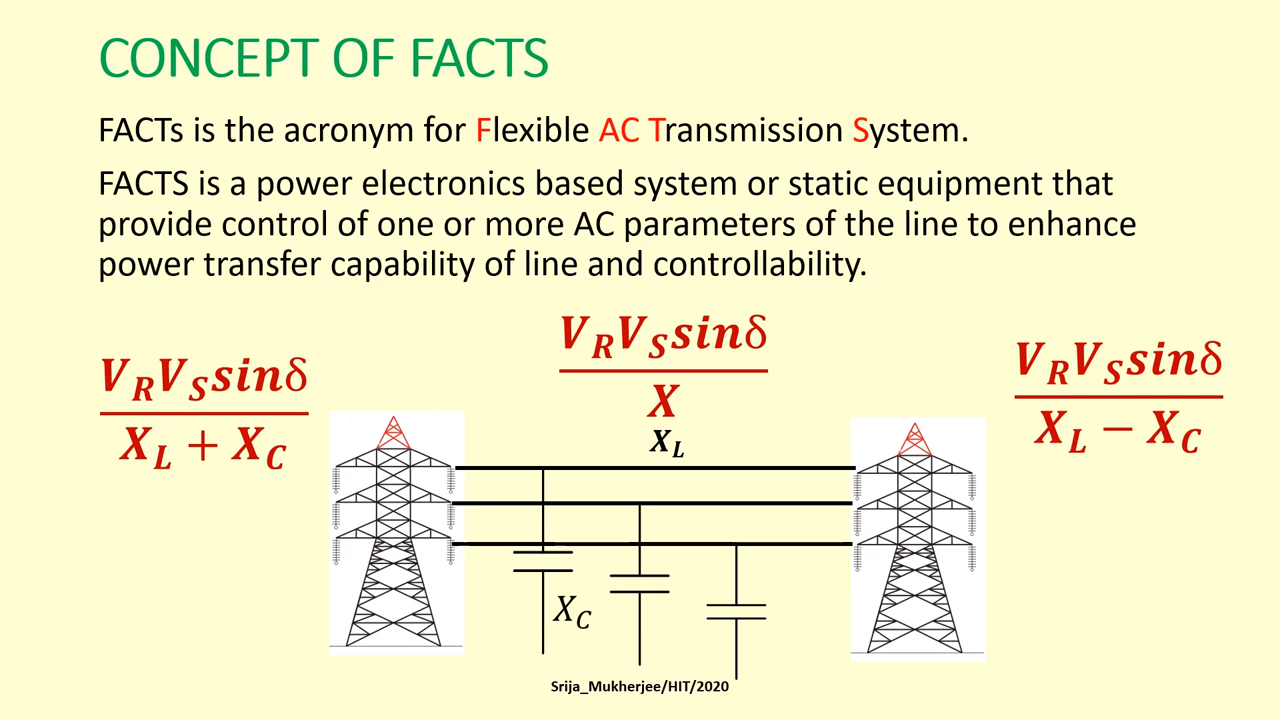 CONCEPT OF FACTS
FACTs is the acronym for Flexible AC Transmission System.
FACTS is a power electronics based system or static equipment that
provide control of one or more AC parameters of the line to enhance
power transfer capability of line and controllability.
V_R V_S sinδ
X_L + X_C
V_R V_S sinδ
X
V_R V_S sinδ
X_L − X_C
X_L
X_C
Srija_Mukherjee/HIT/2020